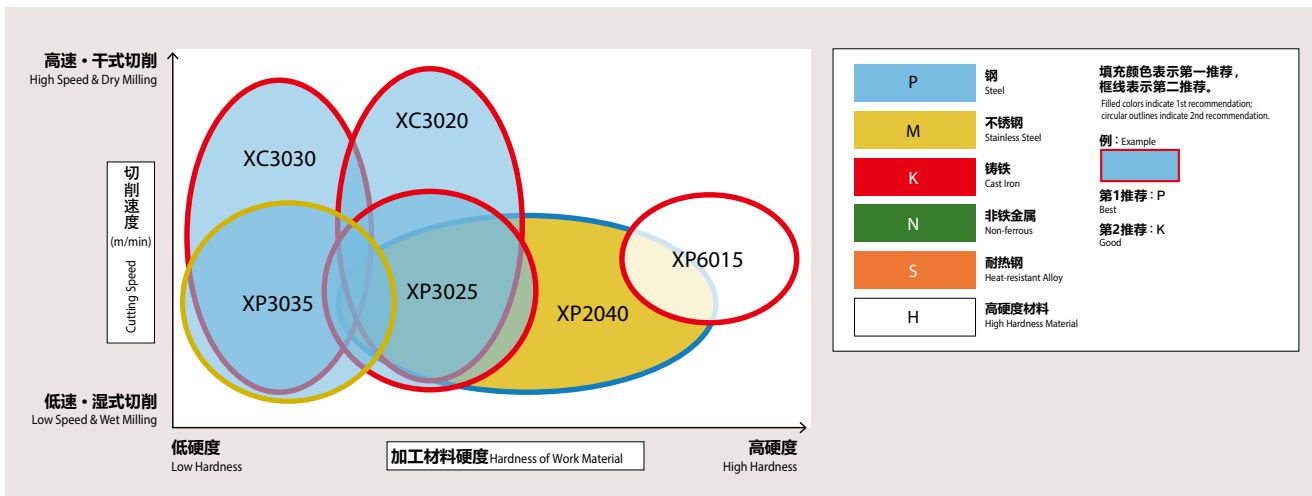 高速・干式切削
High Speed & Dry Milling
切削速度
(m/min)
Cutting Speed
低速・湿式切削
Low Speed & Wet Milling
XC3030
XC3020
XP3035
XP3025
XP2040
XP6015
低硬度
Low Hardness
加工材料硬度 Hardness of Work Material
高硬度
High Hardness
P
钢
Steel
M
不锈钢
Stainless Steel
K
铸铁
Cast Iron
N
非铁金属
Non-ferrous
S
耐热钢
Heat-resistant Alloy
H
高硬度材料
High Hardness Material
填充颜色表示第一推荐，
框线表示第二推荐。
Filled colors indicate 1st recommendation;
circular outlines indicate 2nd recommendation.
例：Example
第1推荐：P
Best
第2推荐：K
Good